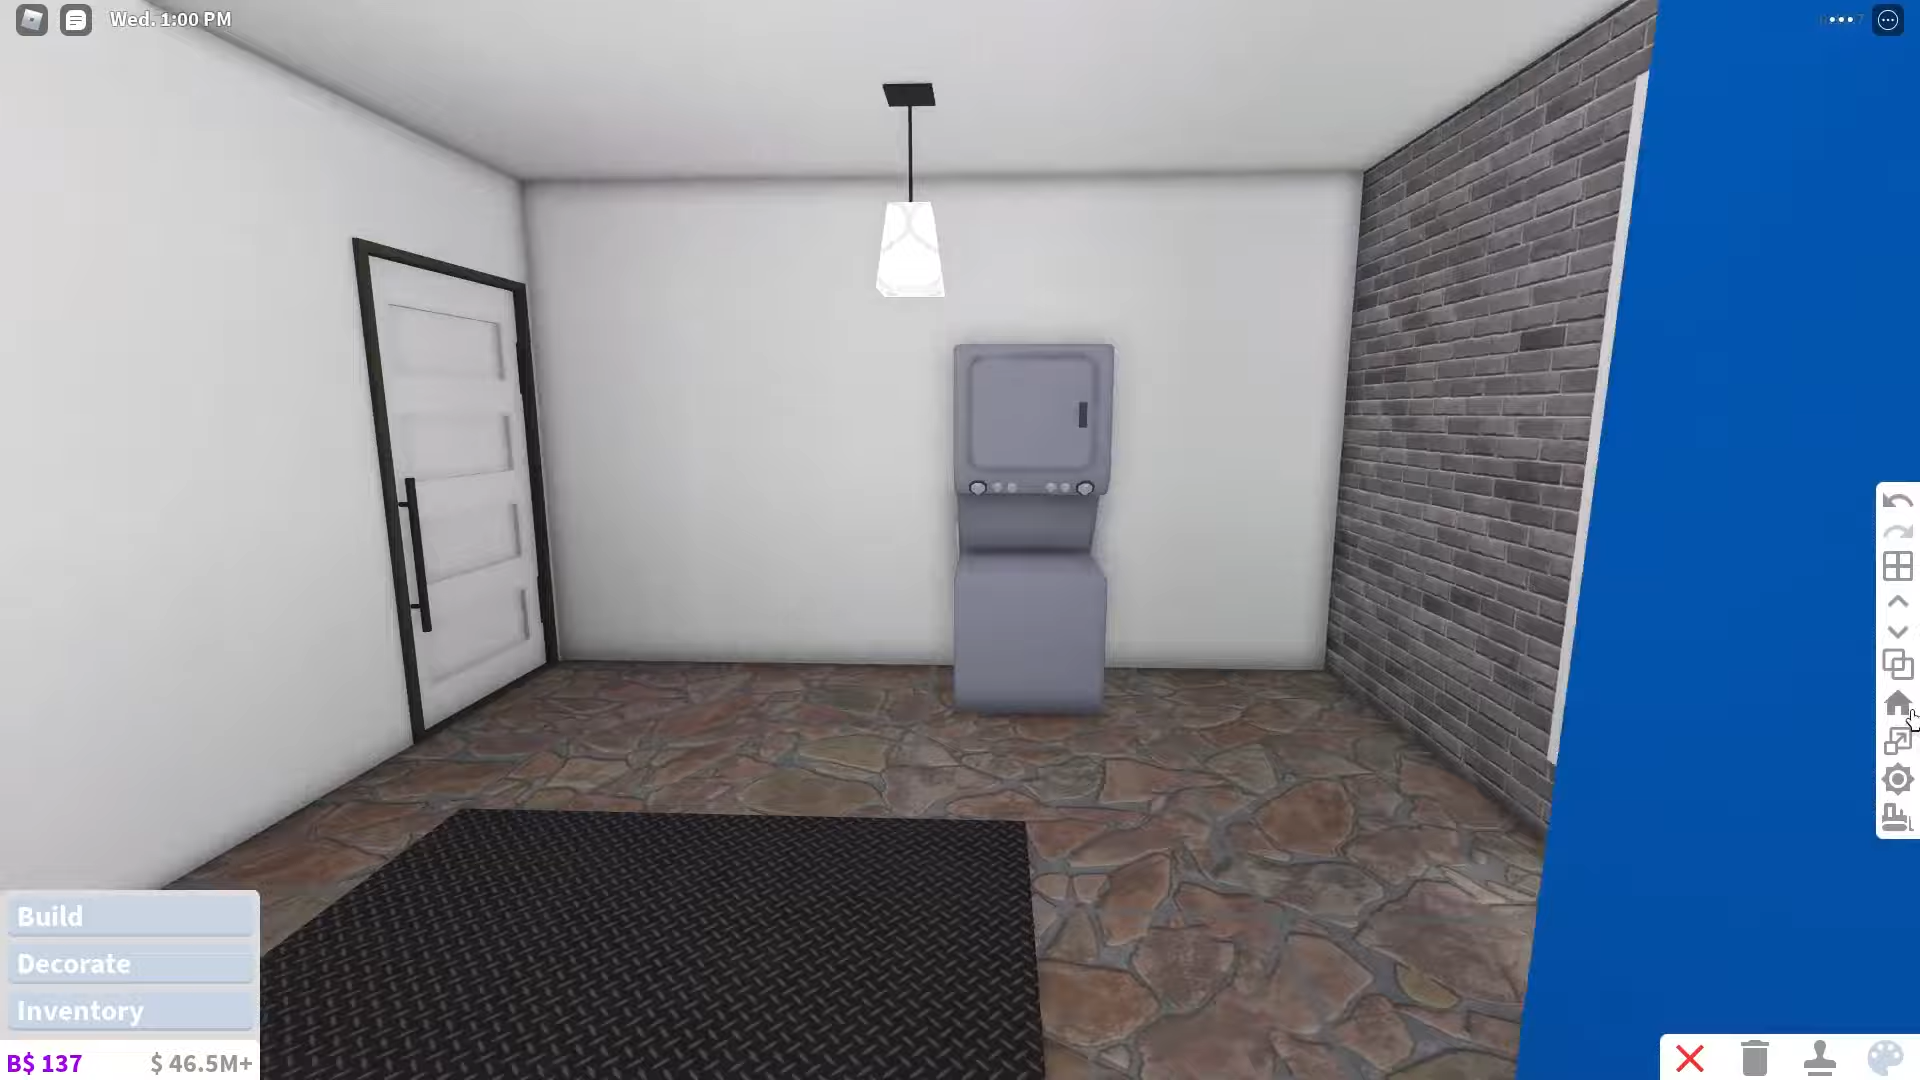 Wed. 1:00 PM
Build
Decorate
Inventory
B$ 137
$ 46.5M+